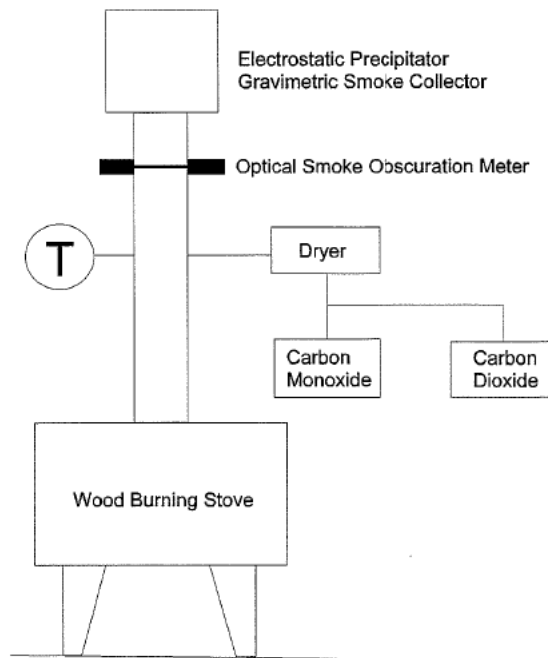 Electrostatic Precipitator
Gravimetric Smoke Collector
Optical Smoke Obscuration Meter
T
Dryer
Carbon
Monoxide
Carbon
Dioxide
Wood Burning Stove